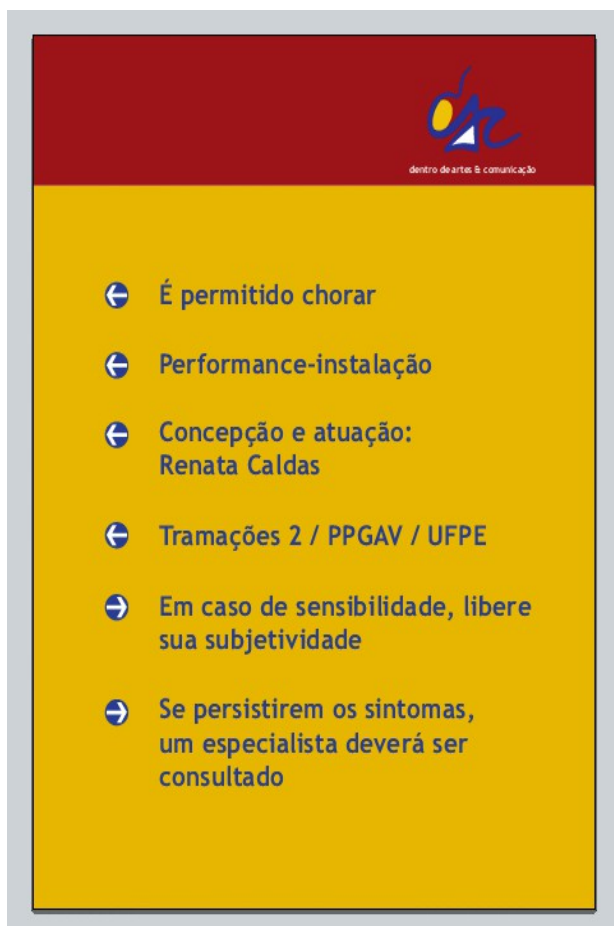 dentro de artes & comunicação
É permitido chorar
Performance-instalação
Concepção e atuação:
Renata Caldas
Tramações 2 / PPGAV / UFPE
Em caso de sensibilidade, libere
sua subjetividade
Se persistirem os sintomas,
um especialista deverá ser
consultado